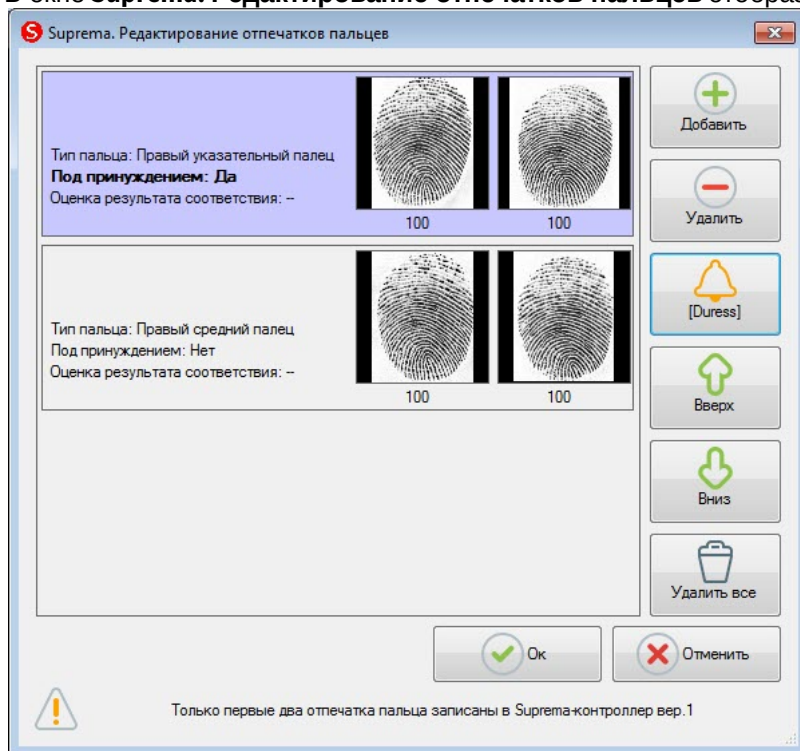 Suprema. Редактирование отпечатков пальцев
Тип пальца: Правый указательный палец
Под принуждением: Да
Оценка результата соответствия: --
100
100
Тип пальца: Правый средний палец
Под принуждением: Нет
Оценка результата соответствия: --
100
100
Добавить
Удалить
[Duress]
Вверх
Вниз
Удалить все
Ок
Отменить
Только первые два отпечатка пальца записаны в Suprema-контроллер вер.1